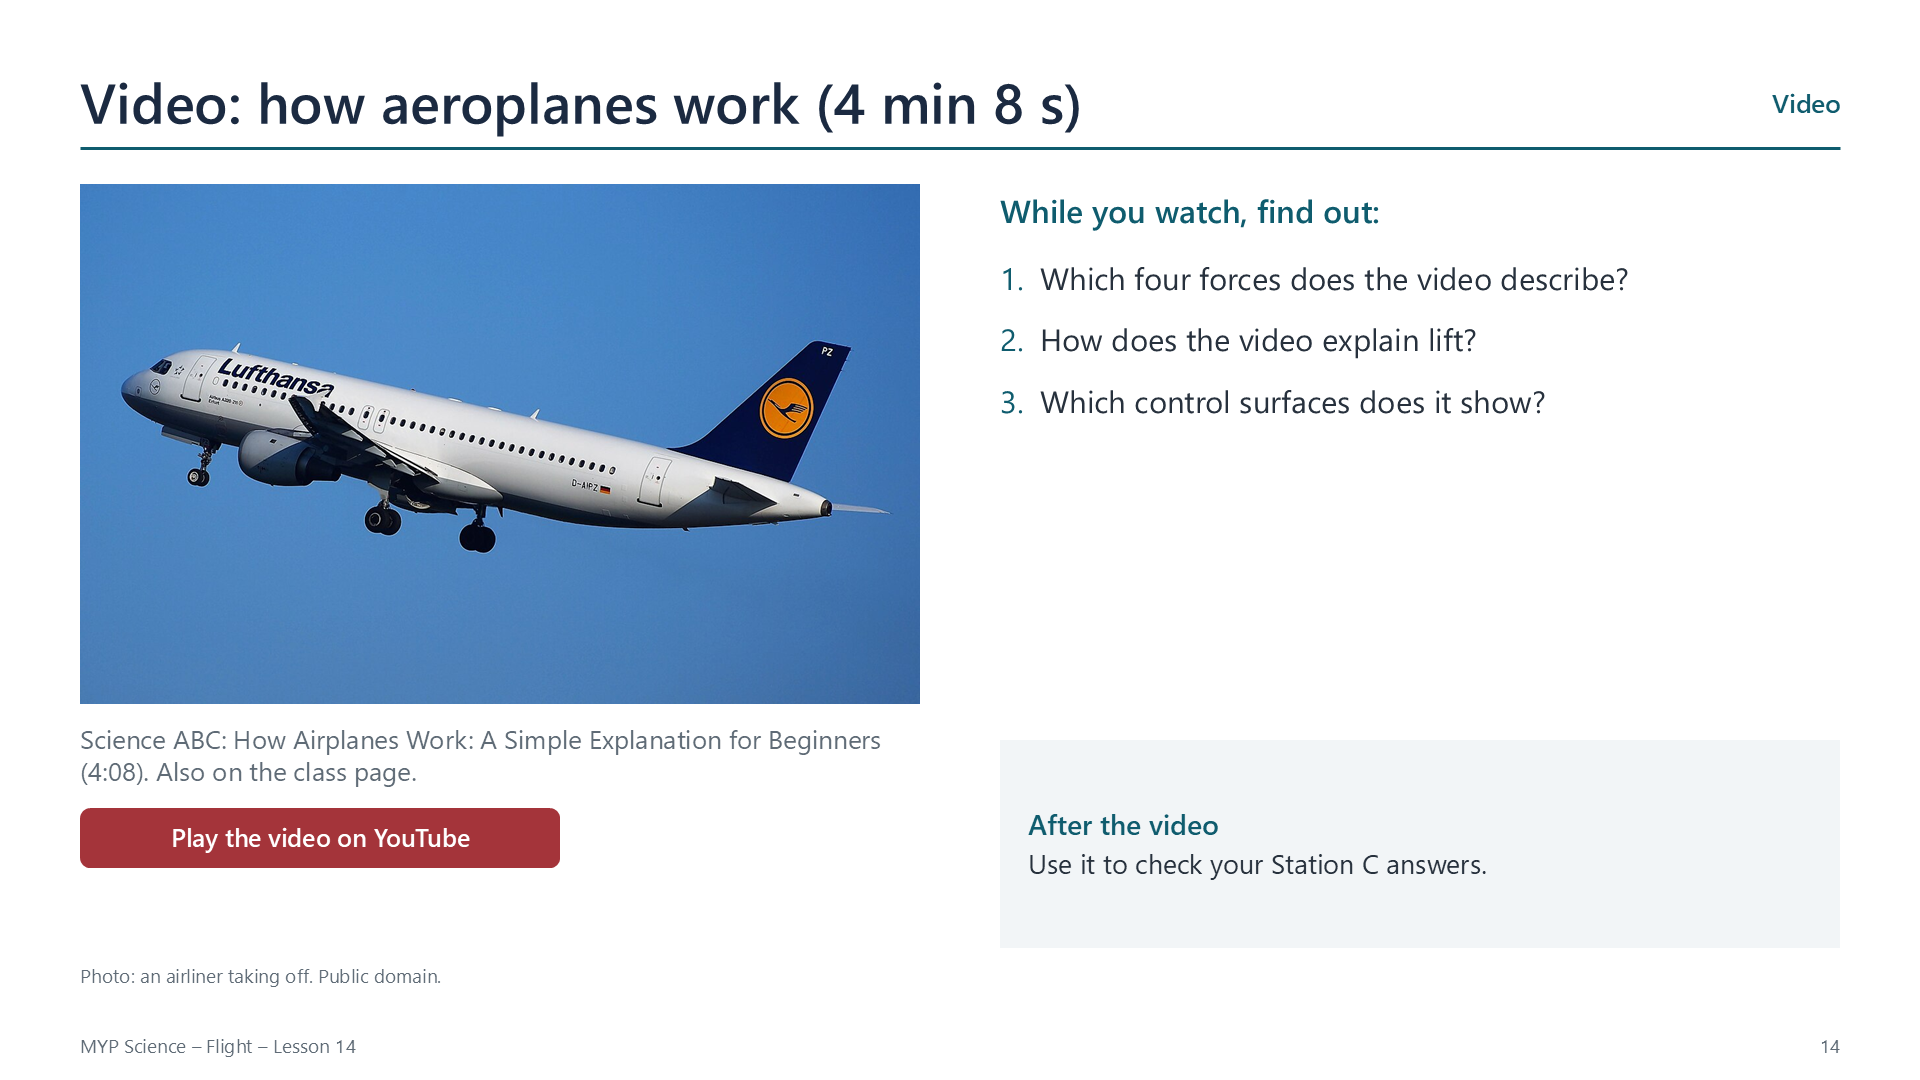 Video: how aeroplanes work (4 min 8 s)
Video
Lufthansa
PZ
D-AIPZ
Science ABC: How Airplanes Work: A Simple Explanation for Beginners
(4:08). Also on the class page.
Play the video on YouTube
Photo: an airliner taking off. Public domain.
While you watch, find out:
1. Which four forces does the video describe?
2. How does the video explain lift?
3. Which control surfaces does it show?
After the video
Use it to check your Station C answers.
MYP Science – Flight – Lesson 14
14